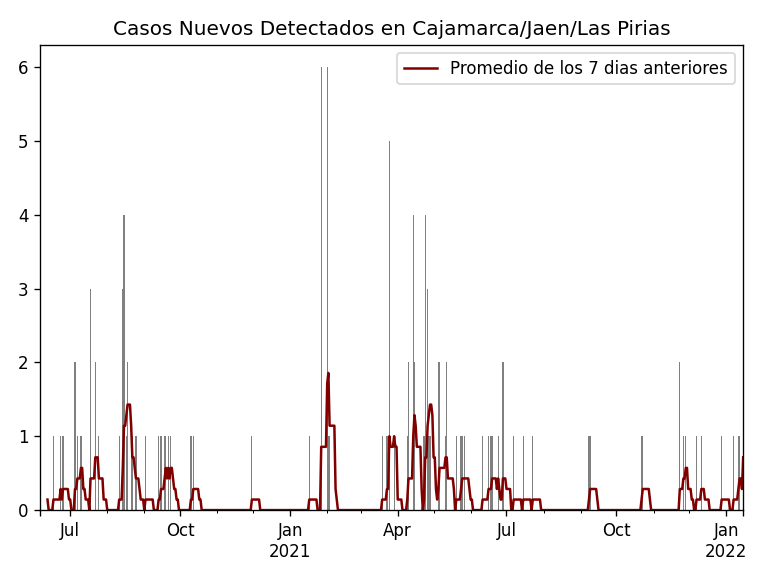 Casos Nuevos Detectados en Cajamarca/Jaen/Las Pirias
Promedio de los 7 dias anteriores
6
5
4
3
2
1
0
Jul Oct Jan Apr Jul Oct Jan
2021 2022